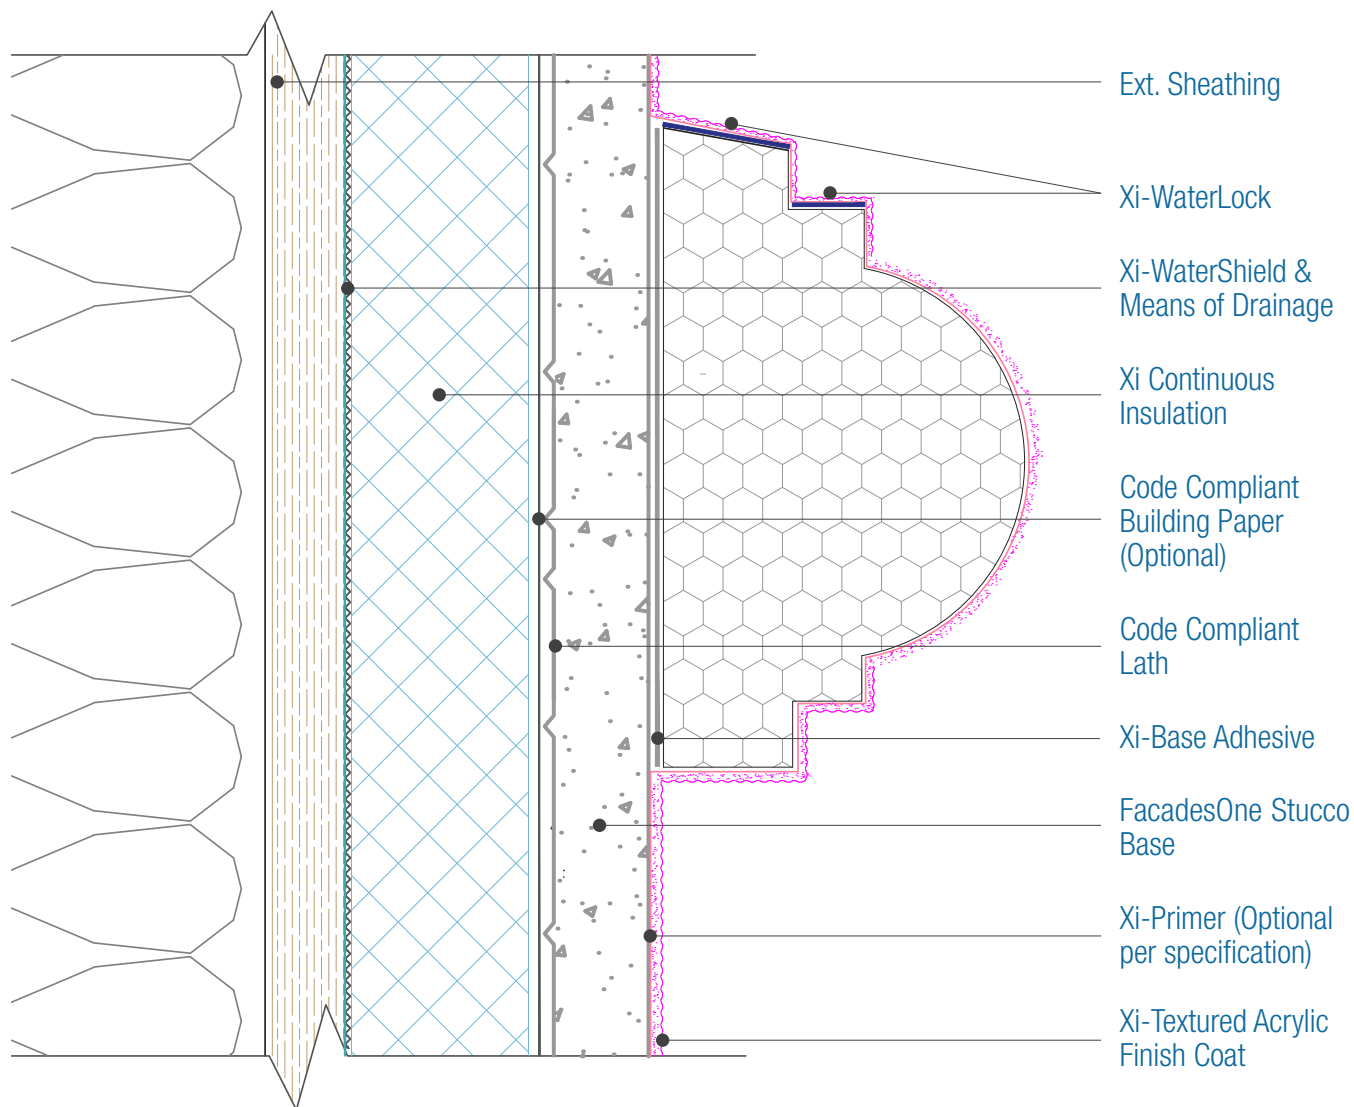 Ext. Sheathing
Xi-WaterLock
Xi-WaterShield &
Means of Drainage
Xi Continuous
Insulation
Code Compliant
Building Paper
(Optional)
Code Compliant
Lath
Xi-Base Adhesive
FacadesOne Stucco
Base
Xi-Primer (Optional
per specification)
Xi-Textured Acrylic
Finish Coat